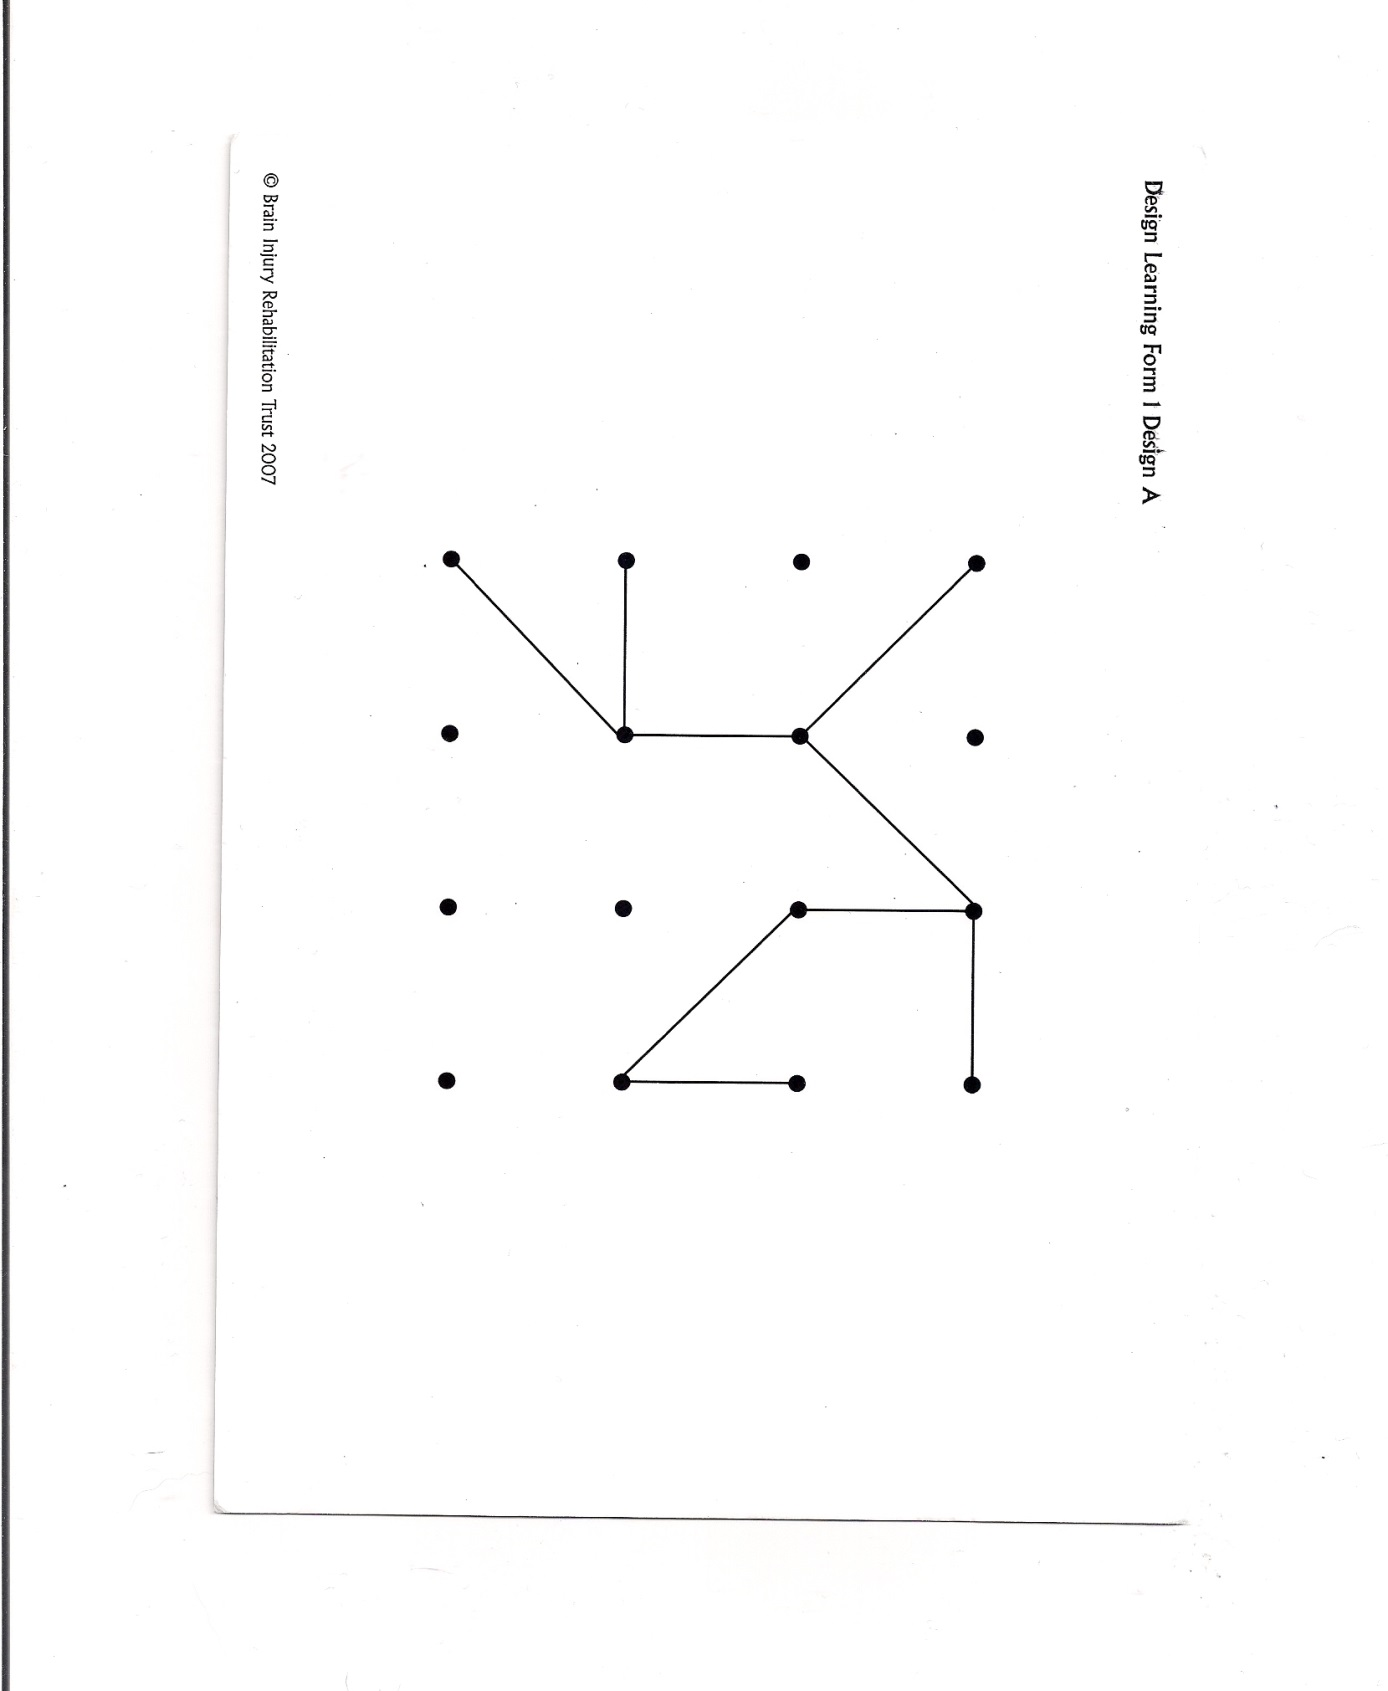 Design Learning Form 1 Design A
© Brain Injury Rehabilitation Trust 2007